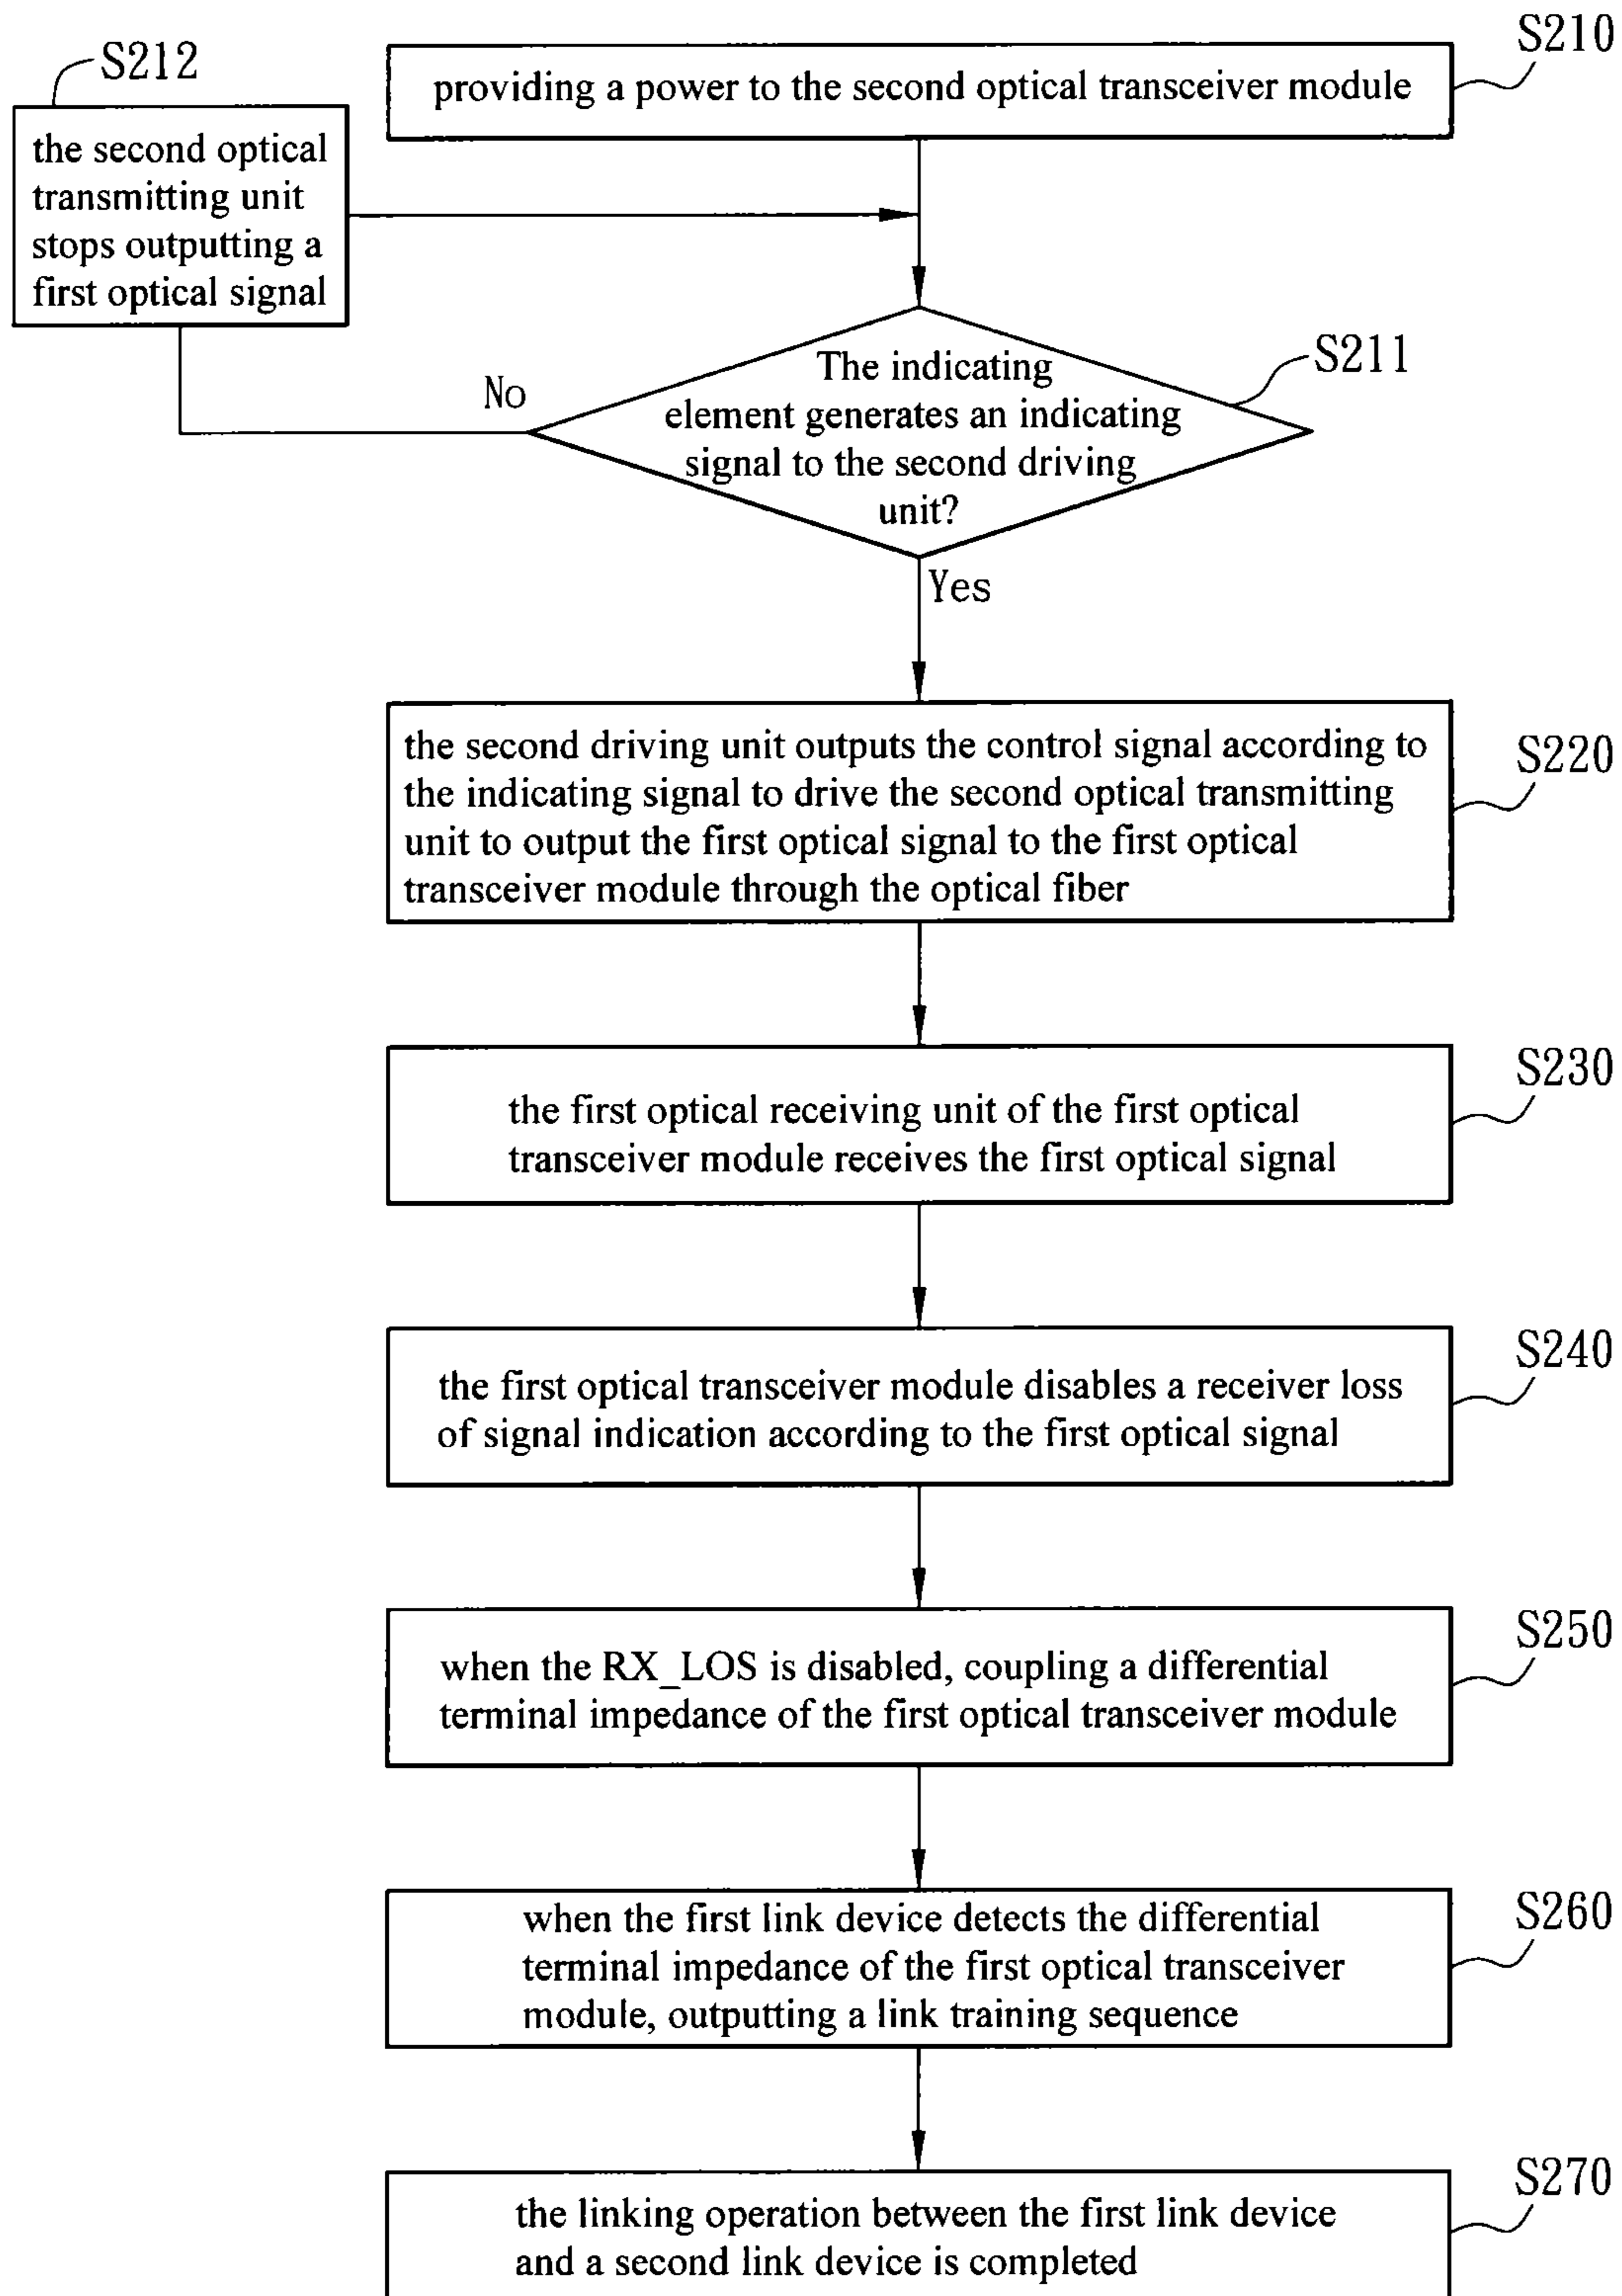 S210
providing a power to the second optical transceiver module
S212
the second optical
transmitting unit
stops outputting a
first optical signal
S211
The indicating
element generates an indicating
signal to the second driving
unit?
No
Yes
S220
the second driving unit outputs the control signal according to
the indicating signal to drive the second optical transmitting
unit to output the first optical signal to the first optical
transceiver module through the optical fiber
S230
the first optical receiving unit of the first optical
transceiver module receives the first optical signal
S240
the first optical transceiver module disables a receiver loss
of signal indication according to the first optical signal
S250
when the RX_LOS is disabled, coupling a differential
terminal impedance of the first optical transceiver module
S260
when the first link device detects the differential
terminal impedance of the first optical transceiver
module, outputting a link training sequence
S270
the linking operation between the first link device
and a second link device is completed